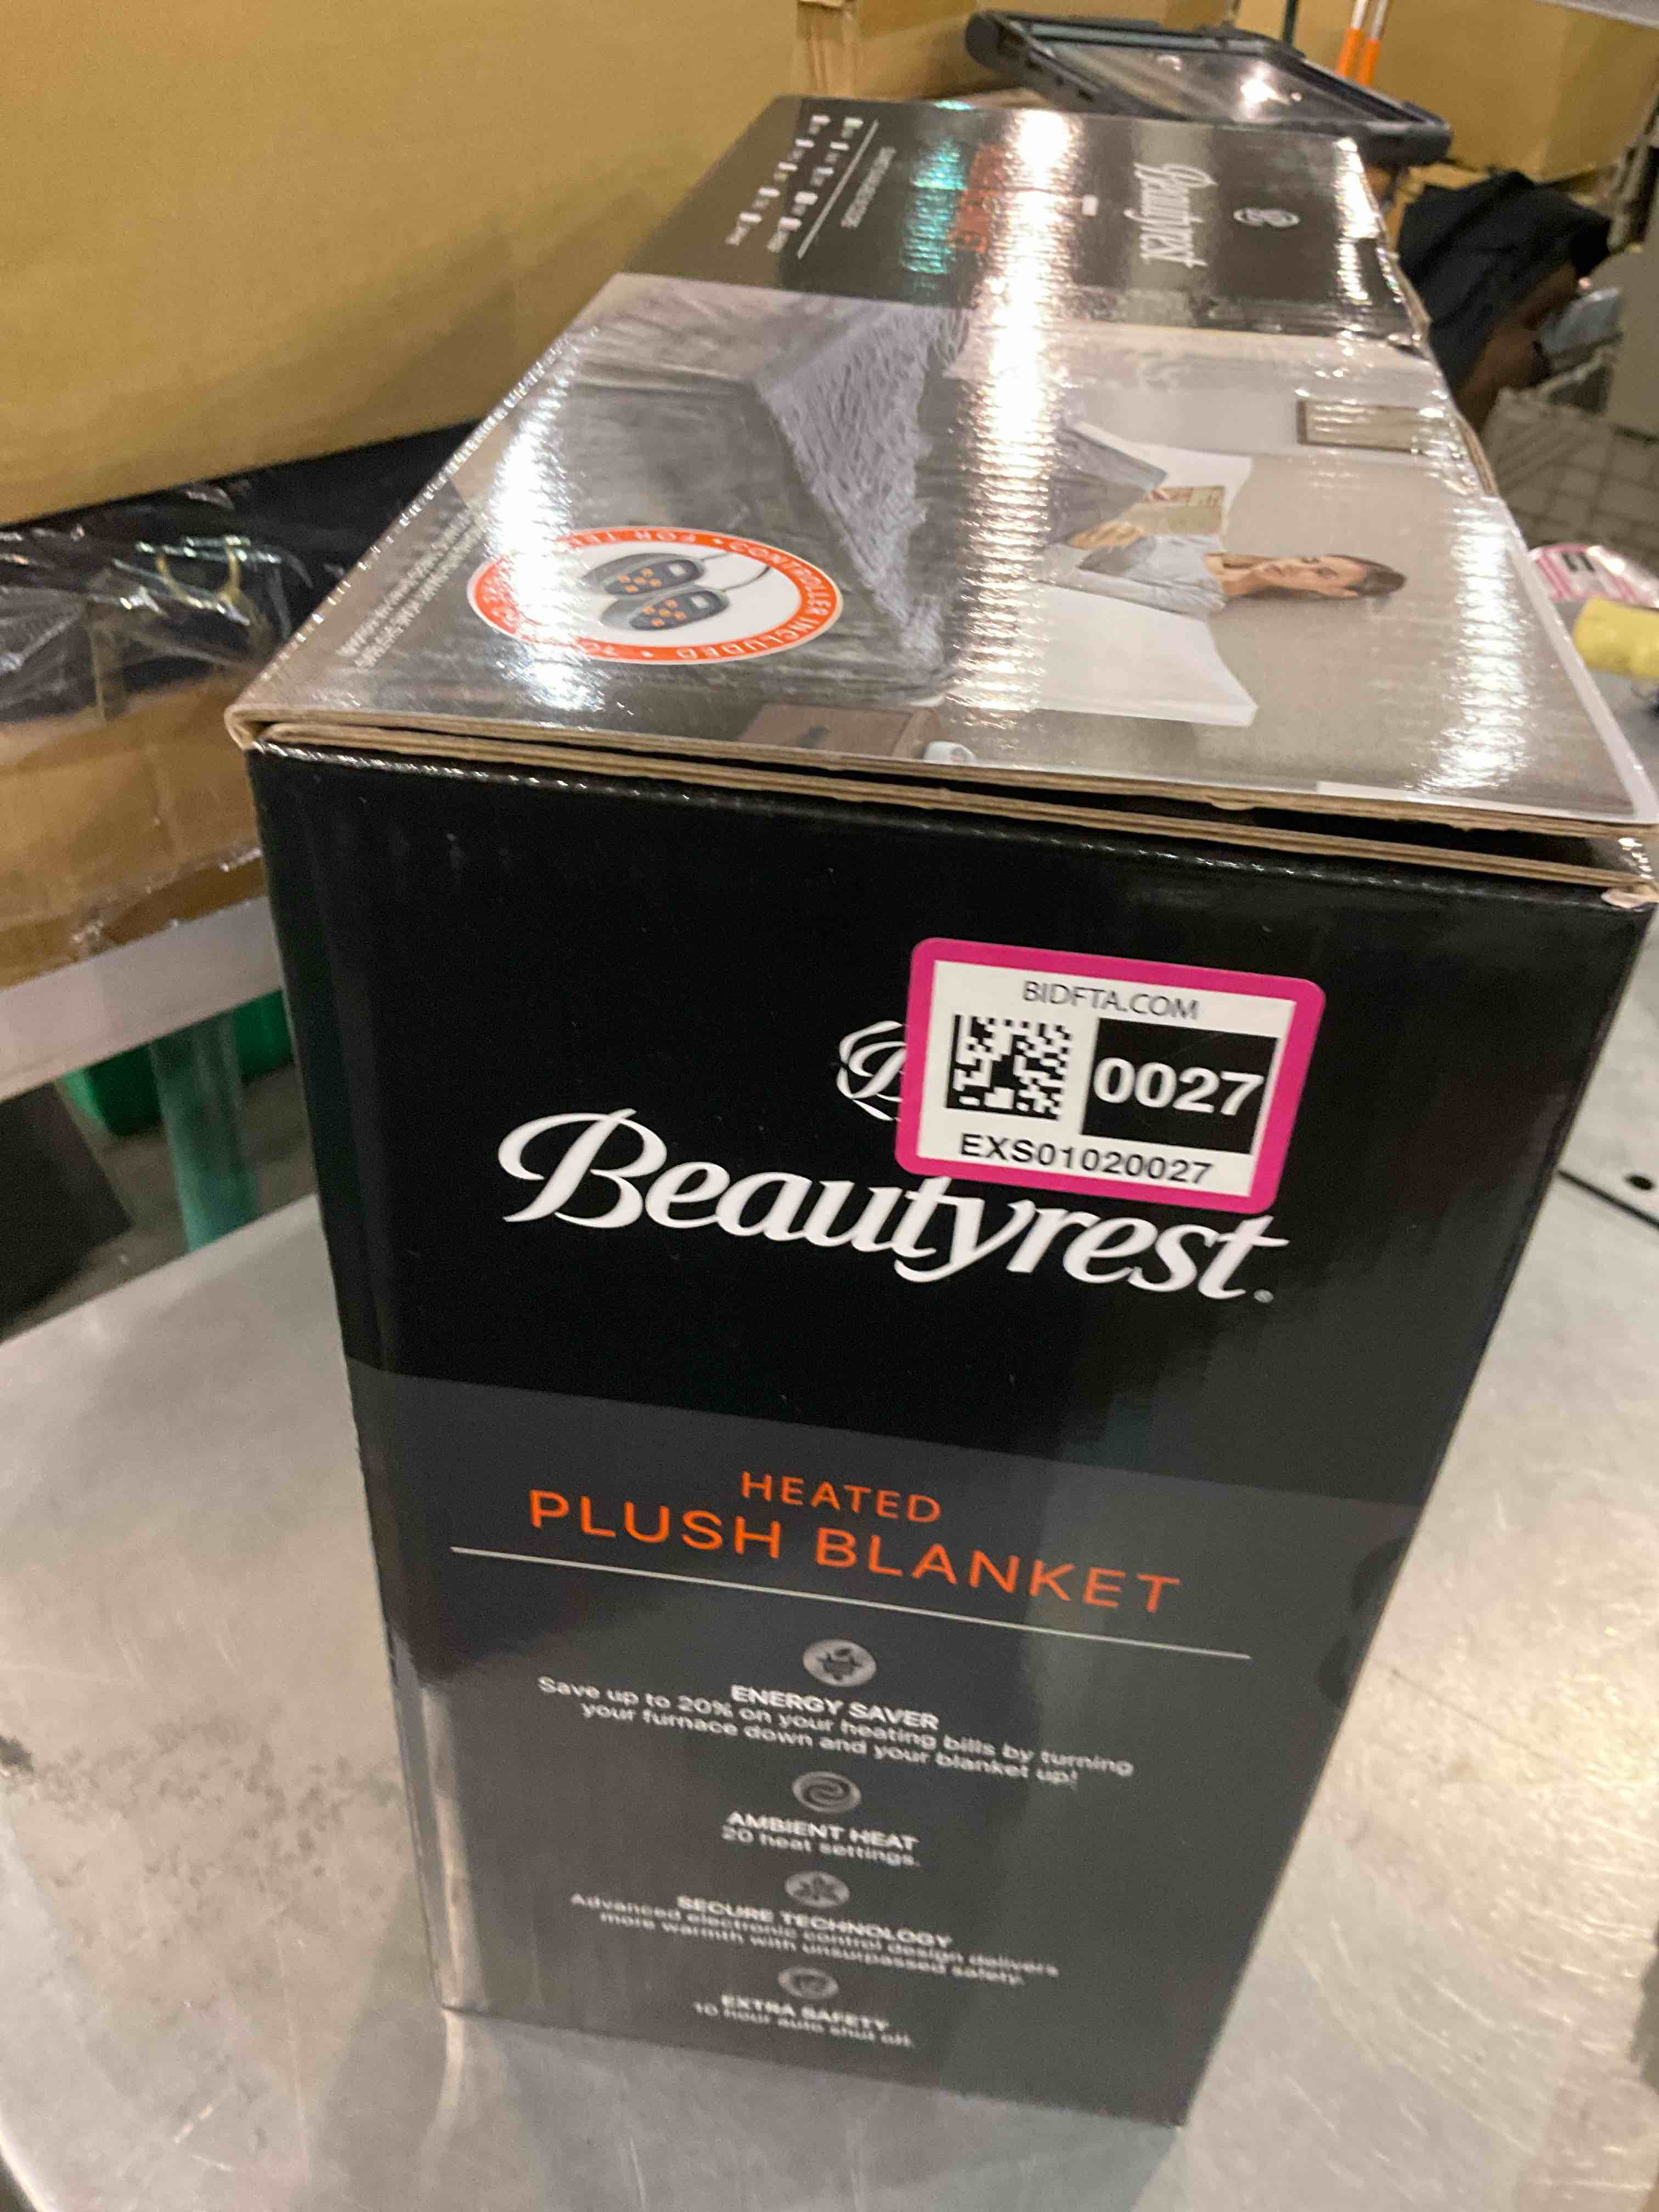 Beautyrest
CONTROLLER INCLUDED
BIDFTA.COM
0027
EXS01020027
Beautyrest®
HEATED
PLUSH BLANKET
ENERGY SAVER
Save up to 20% on your heating bills by turning
your furnace down and your blanket up!
AMBIENT HEAT
20 heat settings.
SECURE TECHNOLOGY
Advanced electronic control design delivers
more warmth with unsurpassed safety.
EXTRA SAFETY
10 hour auto shut off.